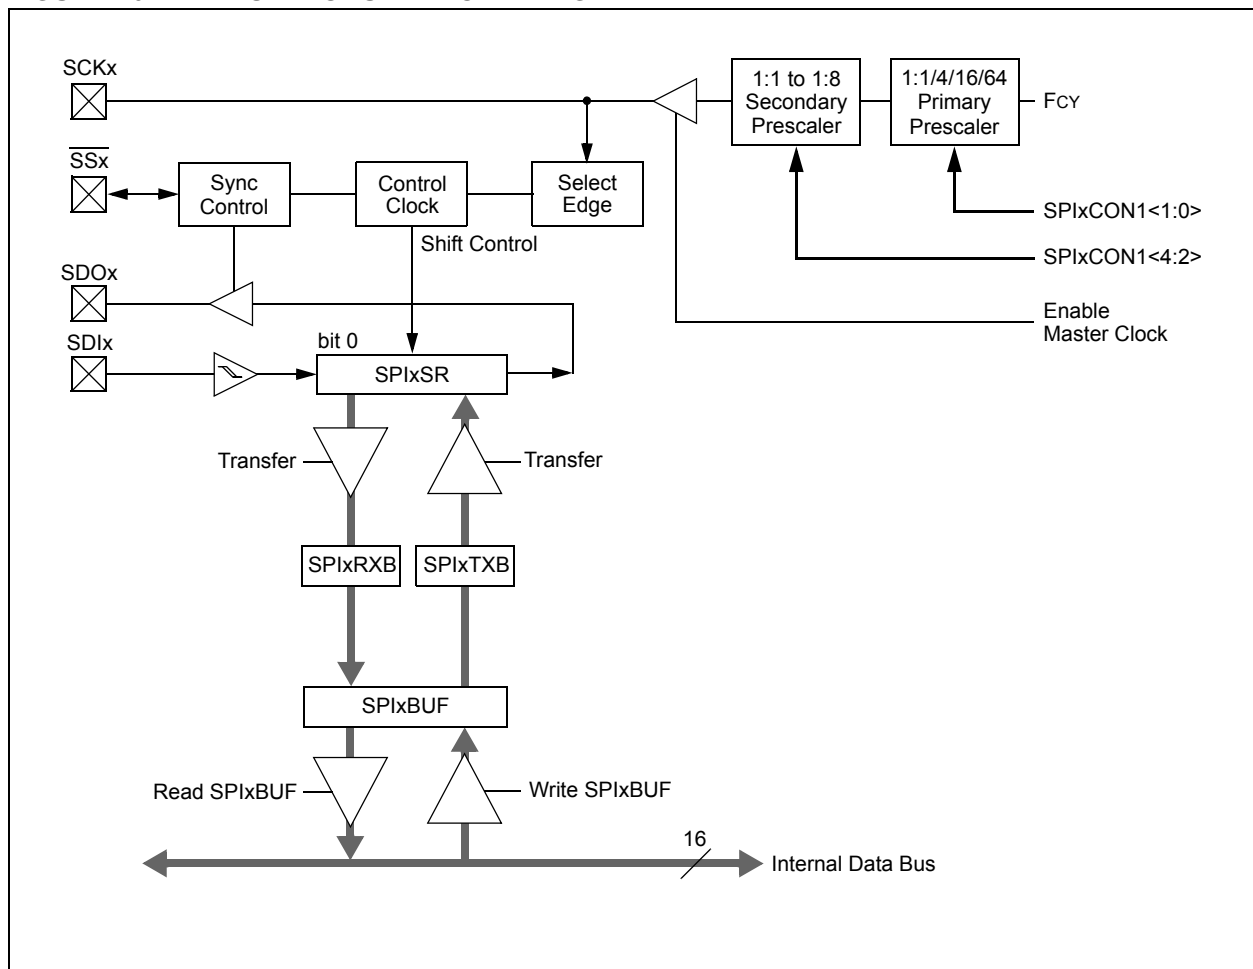 SCKx
1:1 to 1:8
Secondary
Prescaler
1:1/4/16/64
Primary
Prescaler
FCY
SSx
Sync
Control
Control
Clock
Select
Edge
SPIxCON1<1:0>
Shift Control
SPIxCON1<4:2>
SDOx
Enable
Master Clock
SDIx
bit 0
SPIxSR
Transfer
Transfer
SPIxRXB
SPIxTXB
SPIxBUF
Read SPIxBUF
Write SPIxBUF
16
Internal Data Bus